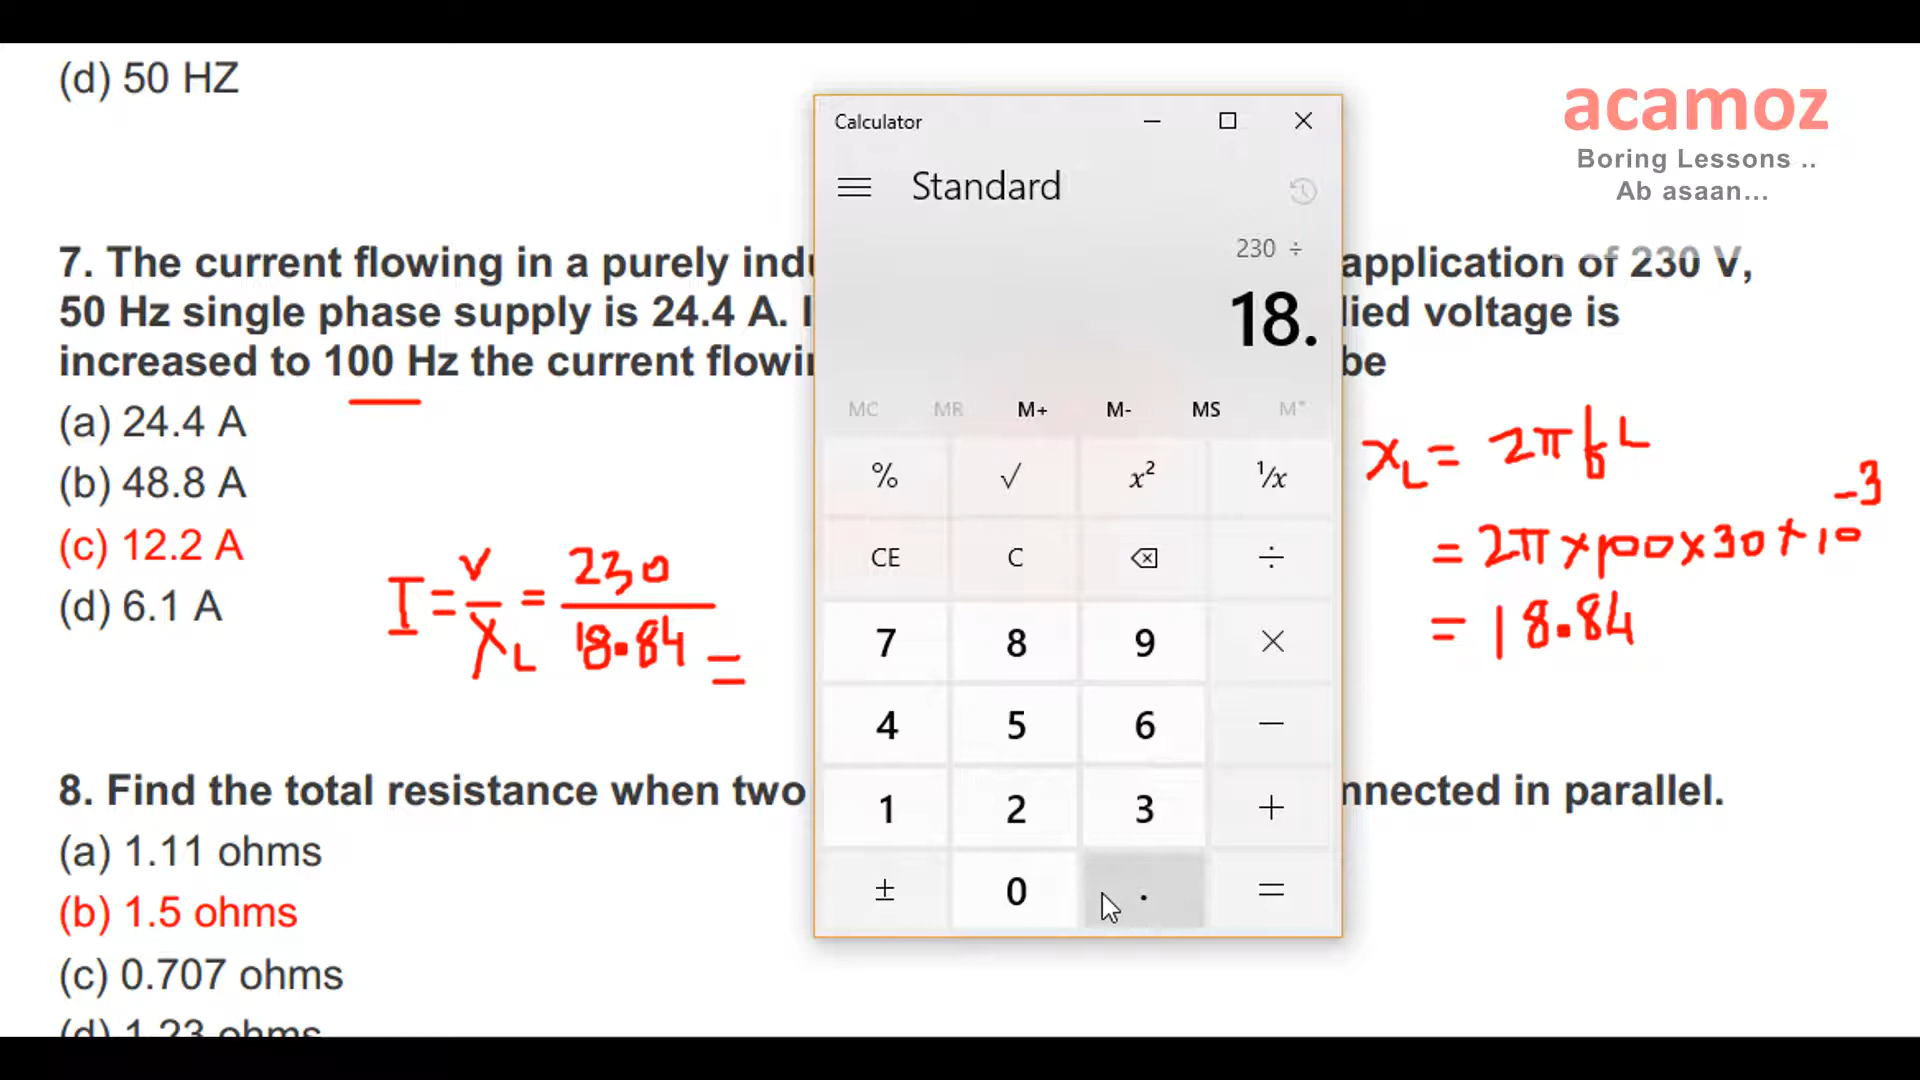 (d) 50 HZ
acamoz
Boring Lessons ..
Ab asaan...
7. The current flowing in a purely application of 230 V,
50 Hz single phase supply is 24.4 A. voltage is
increased to 100 Hz the current be
(a) 24.4 A
(b) 48.8 A
(c) 12.2 A
(d) 6.1 A
I = V/XL = 230/18.84 =
XL = 2πfL
= 2π×100×30×10^-3
= 18.84
Calculator
Standard
230 ÷
18.
MC MR M+ M- MS M˅
% √ x² ¹/x
CE C ⌫ ÷
7 8 9 ×
4 5 6 −
1 2 3 +
± 0 . =
8. Find the total resistance when two in parallel.
(a) 1.11 ohms
(b) 1.5 ohms
(c) 0.707 ohms
(d) 1.23 ohms